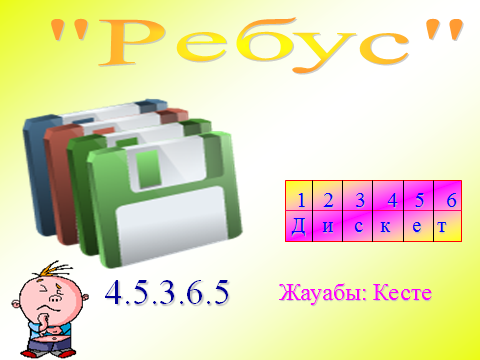 "Ребус"
1 2 3 4 5 6
Д и с к е т
4.5.3.6.5
Жауабы: Кесте